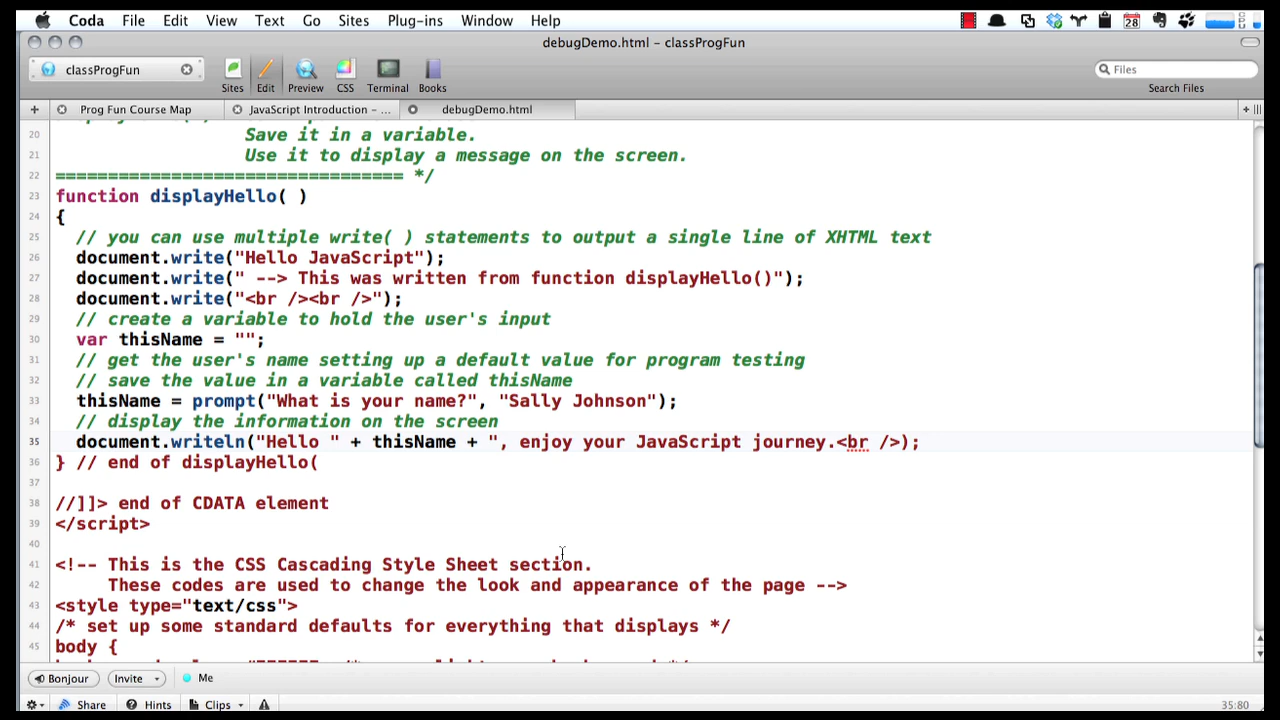 Coda File Edit View Text Go Sites Plug-ins Window Help 28
debugDemo.html – classProgFun
classProgFun Sites Edit Preview CSS Terminal Books Files Search Files
Prog Fun Course Map JavaScript Introduction – ... debugDemo.html
20 Save it in a variable.
21 Use it to display a message on the screen.
22 ================================= */
23 function displayHello( )
24 {
25 // you can use multiple write( ) statements to output a single line of XHTML text
26 document.write("Hello JavaScript");
27 document.write(" --> This was written from function displayHello()");
28 document.write("<br /><br />");
29 // create a variable to hold the user's input
30 var thisName = "";
31 // get the user's name setting up a default value for program testing
32 // save the value in a variable called thisName
33 thisName = prompt("What is your name?", "Sally Johnson");
34 // display the information on the screen
35 document.writeln("Hello " + thisName + ", enjoy your JavaScript journey.<br />);
36 } // end of displayHello(
37
38 //]]> end of CDATA element
39 </script>
40
41 <!-- This is the CSS Cascading Style Sheet section.
42 These codes are used to change the look and appearance of the page -->
43 <style type="text/css">
44 /* set up some standard defaults for everything that displays */
45 body {
Bonjour Invite Me
Share Hints Clips 35:80